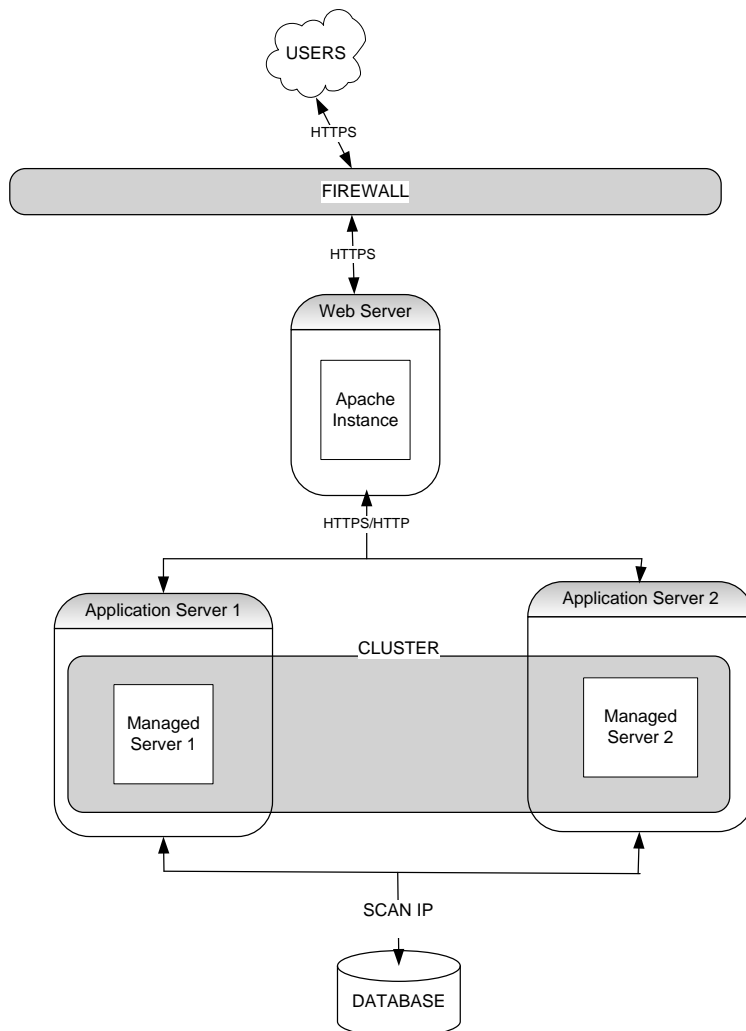 USERS
HTTPS
FIREWALL
HTTPS
Web Server
Apache
Instance
HTTPS/HTTP
Application Server 1
Application Server 2
CLUSTER
Managed
Server 1
Managed
Server 2
SCAN IP
DATABASE